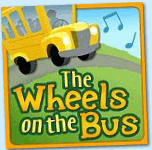 The
Wheels
on the Bus